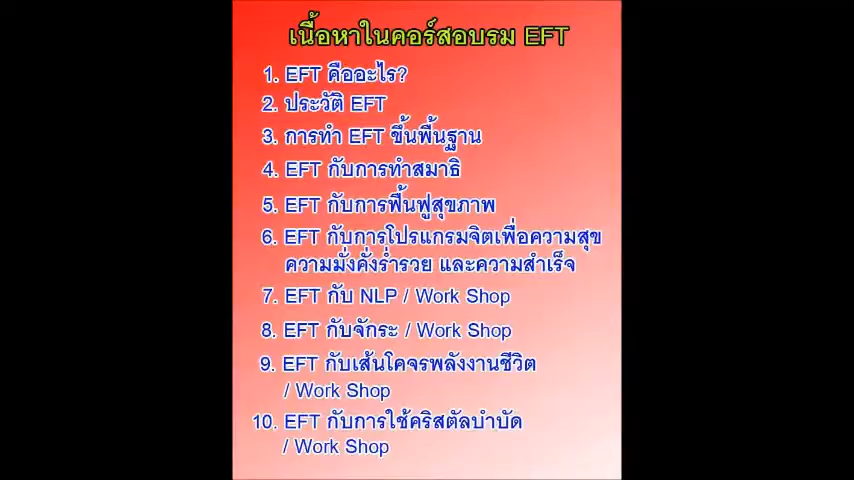 เนื้อหาในคอร์สอบรม EFT
1. EFT คืออะไร?
2. ประวัติ EFT
3. การทำ EFT ขึ้นพื้นฐาน
4. EFT กับการทำสมาธิ
5. EFT กับการฟื้นฟูสุขภาพ
6. EFT กับการโปรแกรมจิตเพื่อความสุข
ความมั่งคั่งร่ำรวย และความสำเร็จ
7. EFT กับ NLP / Work Shop
8. EFT กับจักระ / Work Shop
9. EFT กับเส้นโคจรพลังงานชีวิต
/ Work Shop
10. EFT กับการใช้คริสตัลบำบัด
/ Work Shop